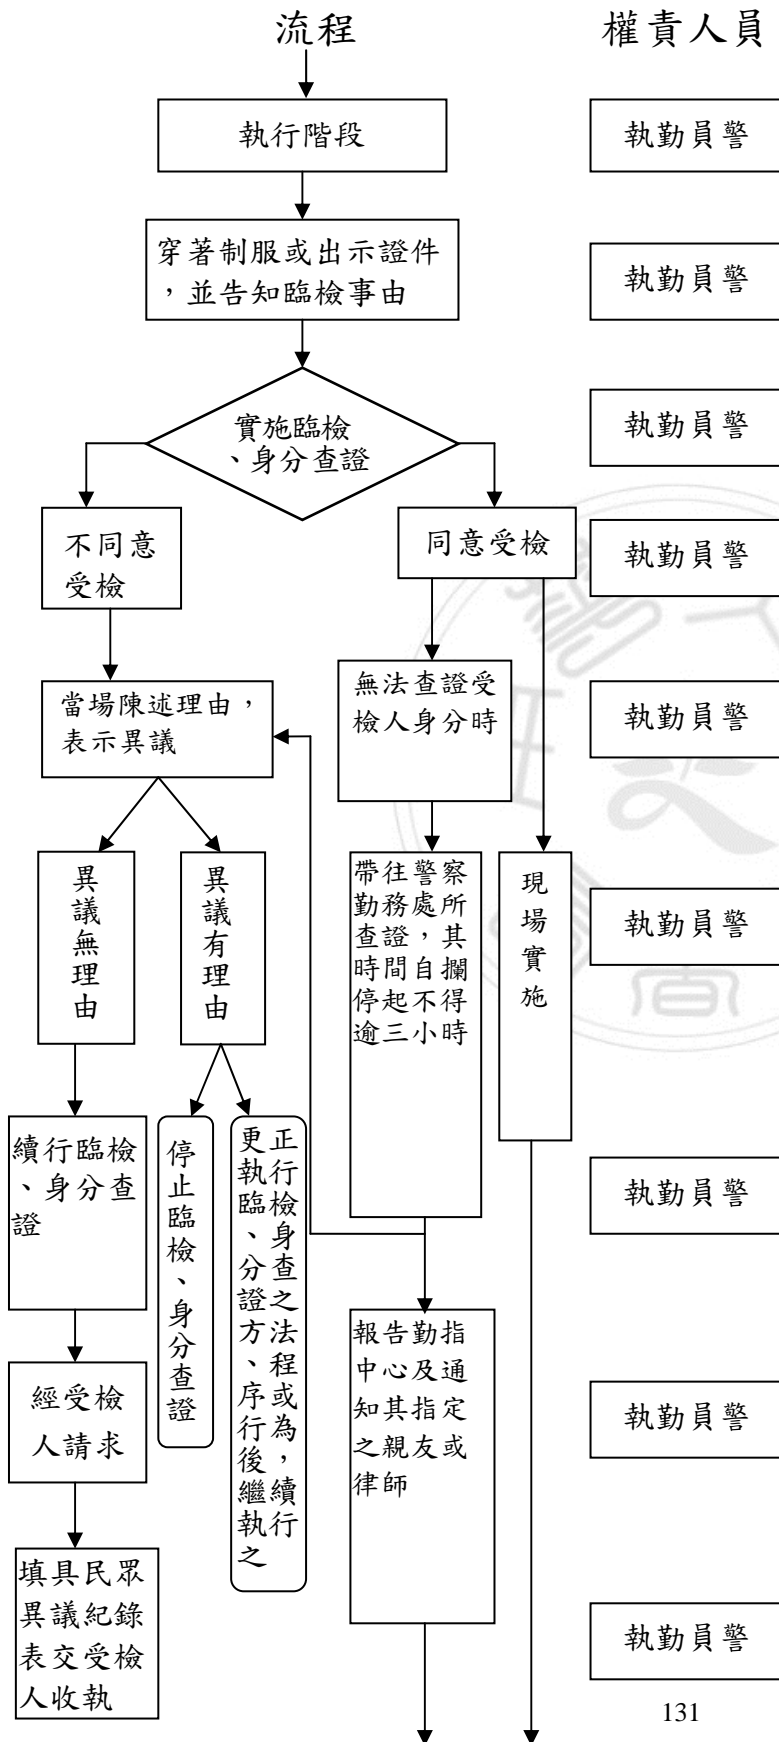 流程
權責人員
執行階段
執勤員警
穿著制服或出示證件
，並告知臨檢事由
執勤員警
實施臨檢
、身分查證
執勤員警
不同意
受檢
同意受檢
執勤員警
當場陳述理由，
表示異議
無法查證受
檢人身分時
執勤員警
異議無理由
異議有理由
帶往警察
勤務處所
查證，其
時間自攔
停起不得
逾三小時
現場實施
執勤員警
續行臨檢
、身分查
證
停止臨檢、身分查證
更正
執行
臨檢
、身
分查
證之
方法
、程
序或
行為
後，
繼續
執行
之
執勤員警
經受檢
人請求
報告勤指
中心及通
知其指定
之親友或
律師
執勤員警
填具民眾
異議紀錄
表交受檢
人收執
執勤員警
131